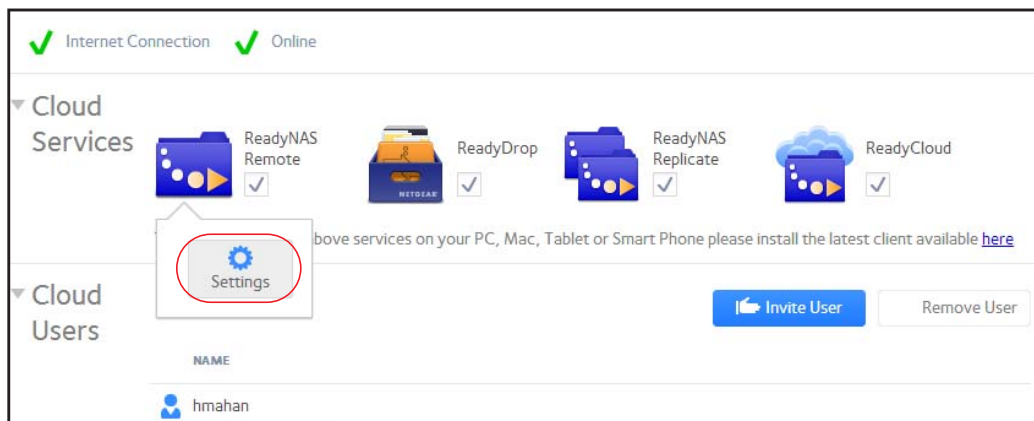 Internet Connection Online
Cloud
Services
ReadyNAS
Remote
ReadyDrop
NETGEAR
ReadyNAS
Replicate
ReadyCloud
bove services on your PC, Mac, Tablet or Smart Phone please install the latest client available here
Settings
Cloud
Users
Invite User
Remove User
NAME
hmahan